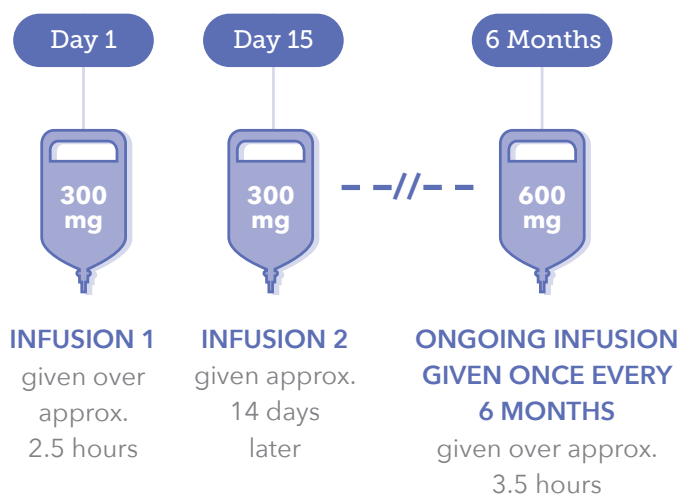 Day 1
Day 15
6 Months
300
mg
300
mg
600
mg
INFUSION 1
given over
approx.
2.5 hours
INFUSION 2
given approx.
14 days
later
ONGOING INFUSION
GIVEN ONCE EVERY
6 MONTHS
given over approx.
3.5 hours